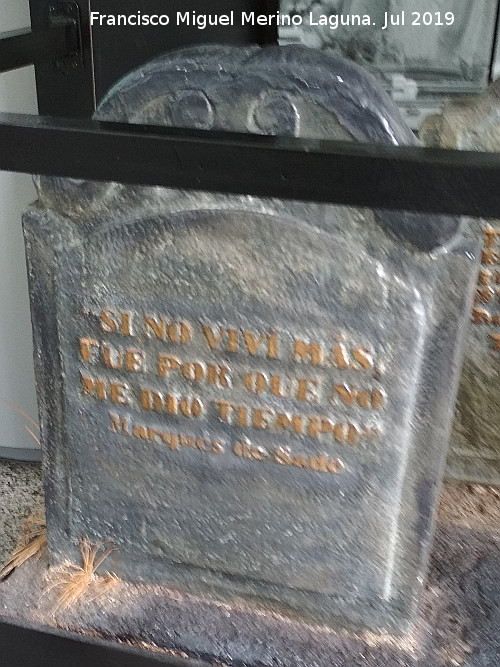 Francisco Miguel Merino Laguna. Jul 2019
"SI NO VIVÍ MÁS,
FUE POR QUE NO
ME DIÓ TIEMPO"
Marqués de Sade